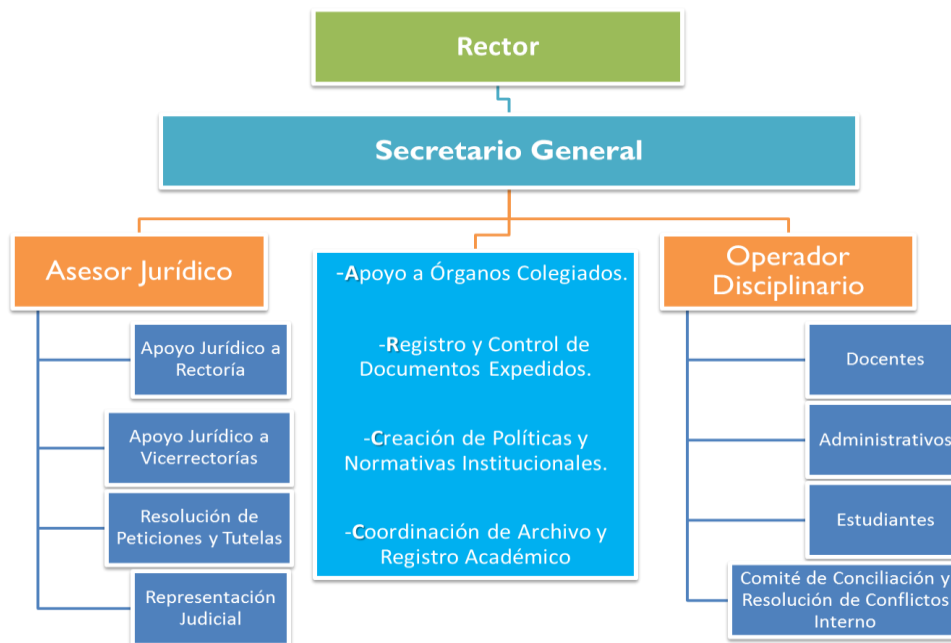 Rector
Secretario General
Asesor Jurídico
Apoyo Jurídico a
Rectoría
Apoyo Jurídico a
Vicerrectorías
Resolución de
Peticiones y Tutelas
Representación
Judicial
-Apoyo a Órganos Colegiados.
-Registro y Control de
Documentos Expedidos.
-Creación de Políticas y
Normativas Institucionales.
-Coordinación de Archivo y
Registro Académico
Operador
Disciplinario
Docentes
Administrativos
Estudiantes
Comité de Conciliación y
Resolución de Conflictos
Interno